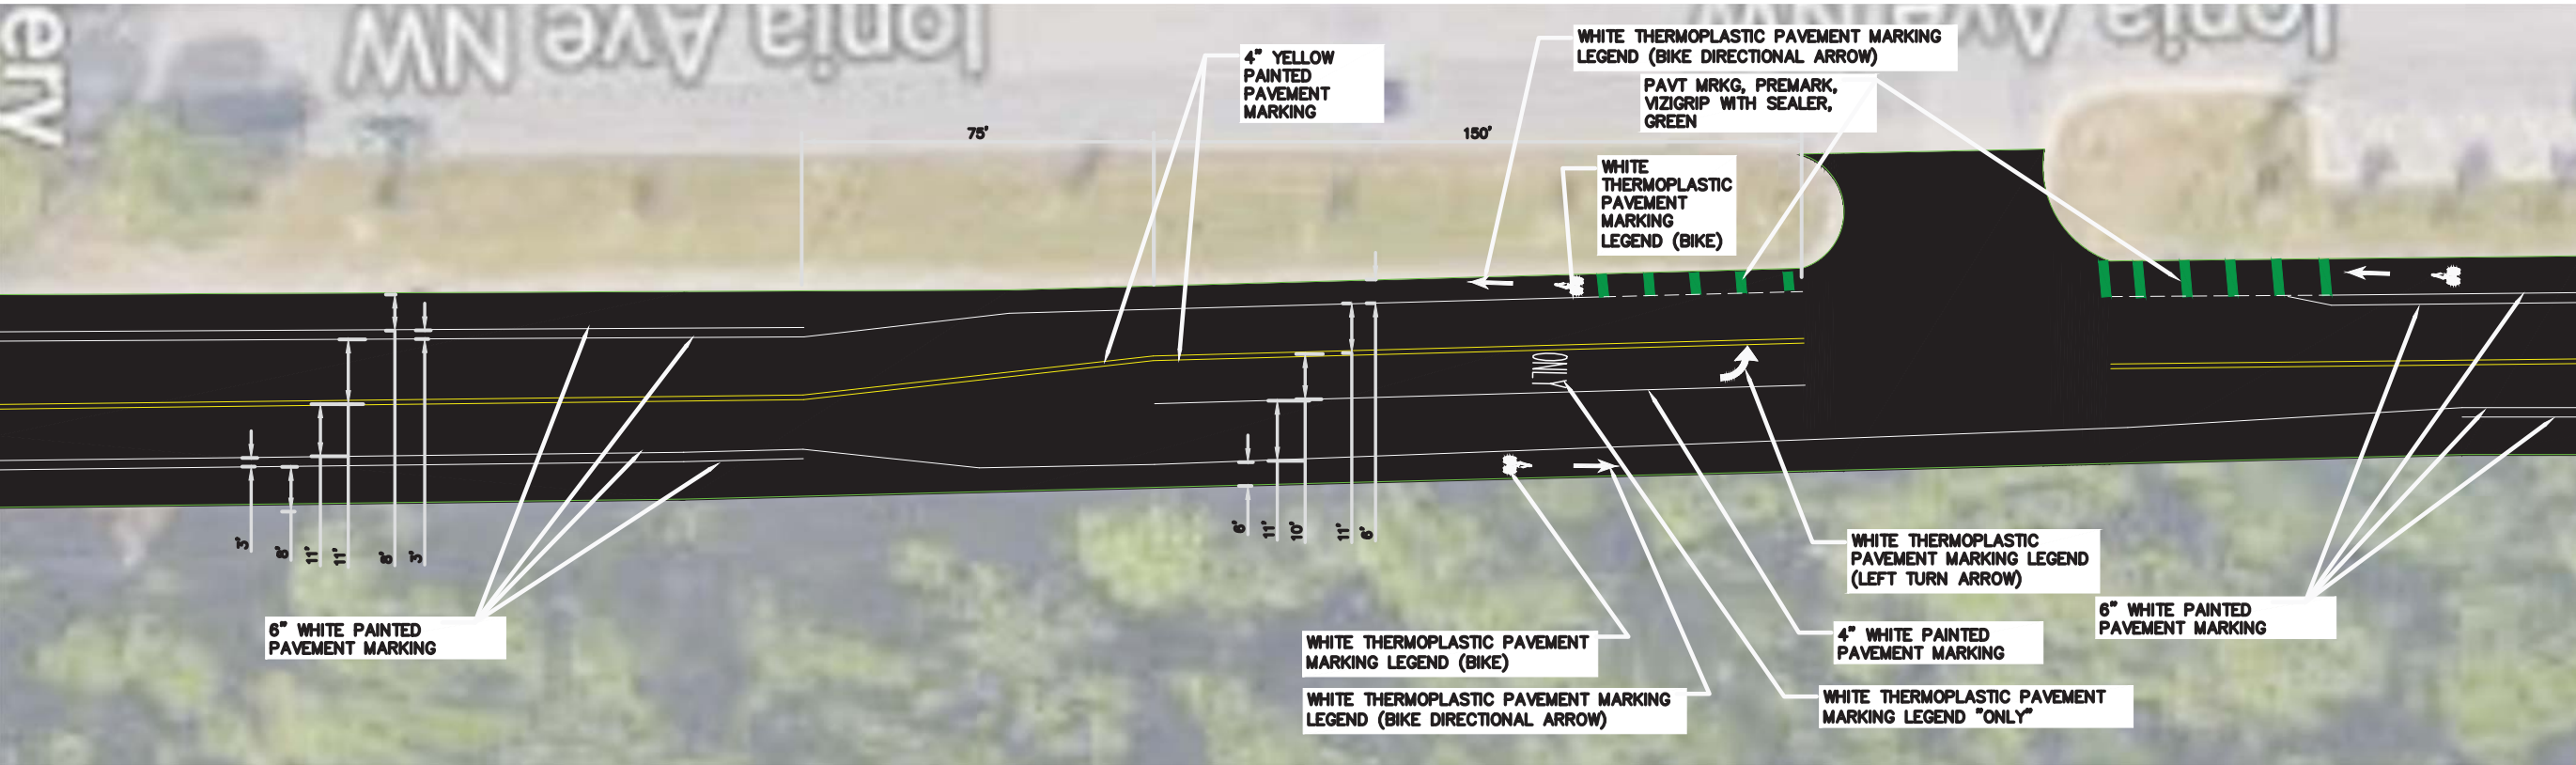 ery
Ionia Ave NW
Ionia Ave NW
4" YELLOW
PAINTED
PAVEMENT
MARKING
WHITE THERMOPLASTIC PAVEMENT MARKING
LEGEND (BIKE DIRECTIONAL ARROW)
PAVT MRKG, PREMARK,
VIZIGRIP WITH SEALER,
GREEN
75'
150'
WHITE
THERMOPLASTIC
PAVEMENT
MARKING
LEGEND (BIKE)
ONLY
3'
8'
11'
11'
8'
3'
6'
11'
10'
11'
6'
6" WHITE PAINTED
PAVEMENT MARKING
WHITE THERMOPLASTIC PAVEMENT
MARKING LEGEND (BIKE)
WHITE THERMOPLASTIC PAVEMENT MARKING
LEGEND (BIKE DIRECTIONAL ARROW)
WHITE THERMOPLASTIC
PAVEMENT MARKING LEGEND
(LEFT TURN ARROW)
4" WHITE PAINTED
PAVEMENT MARKING
WHITE THERMOPLASTIC PAVEMENT
MARKING LEGEND "ONLY"
6" WHITE PAINTED
PAVEMENT MARKING